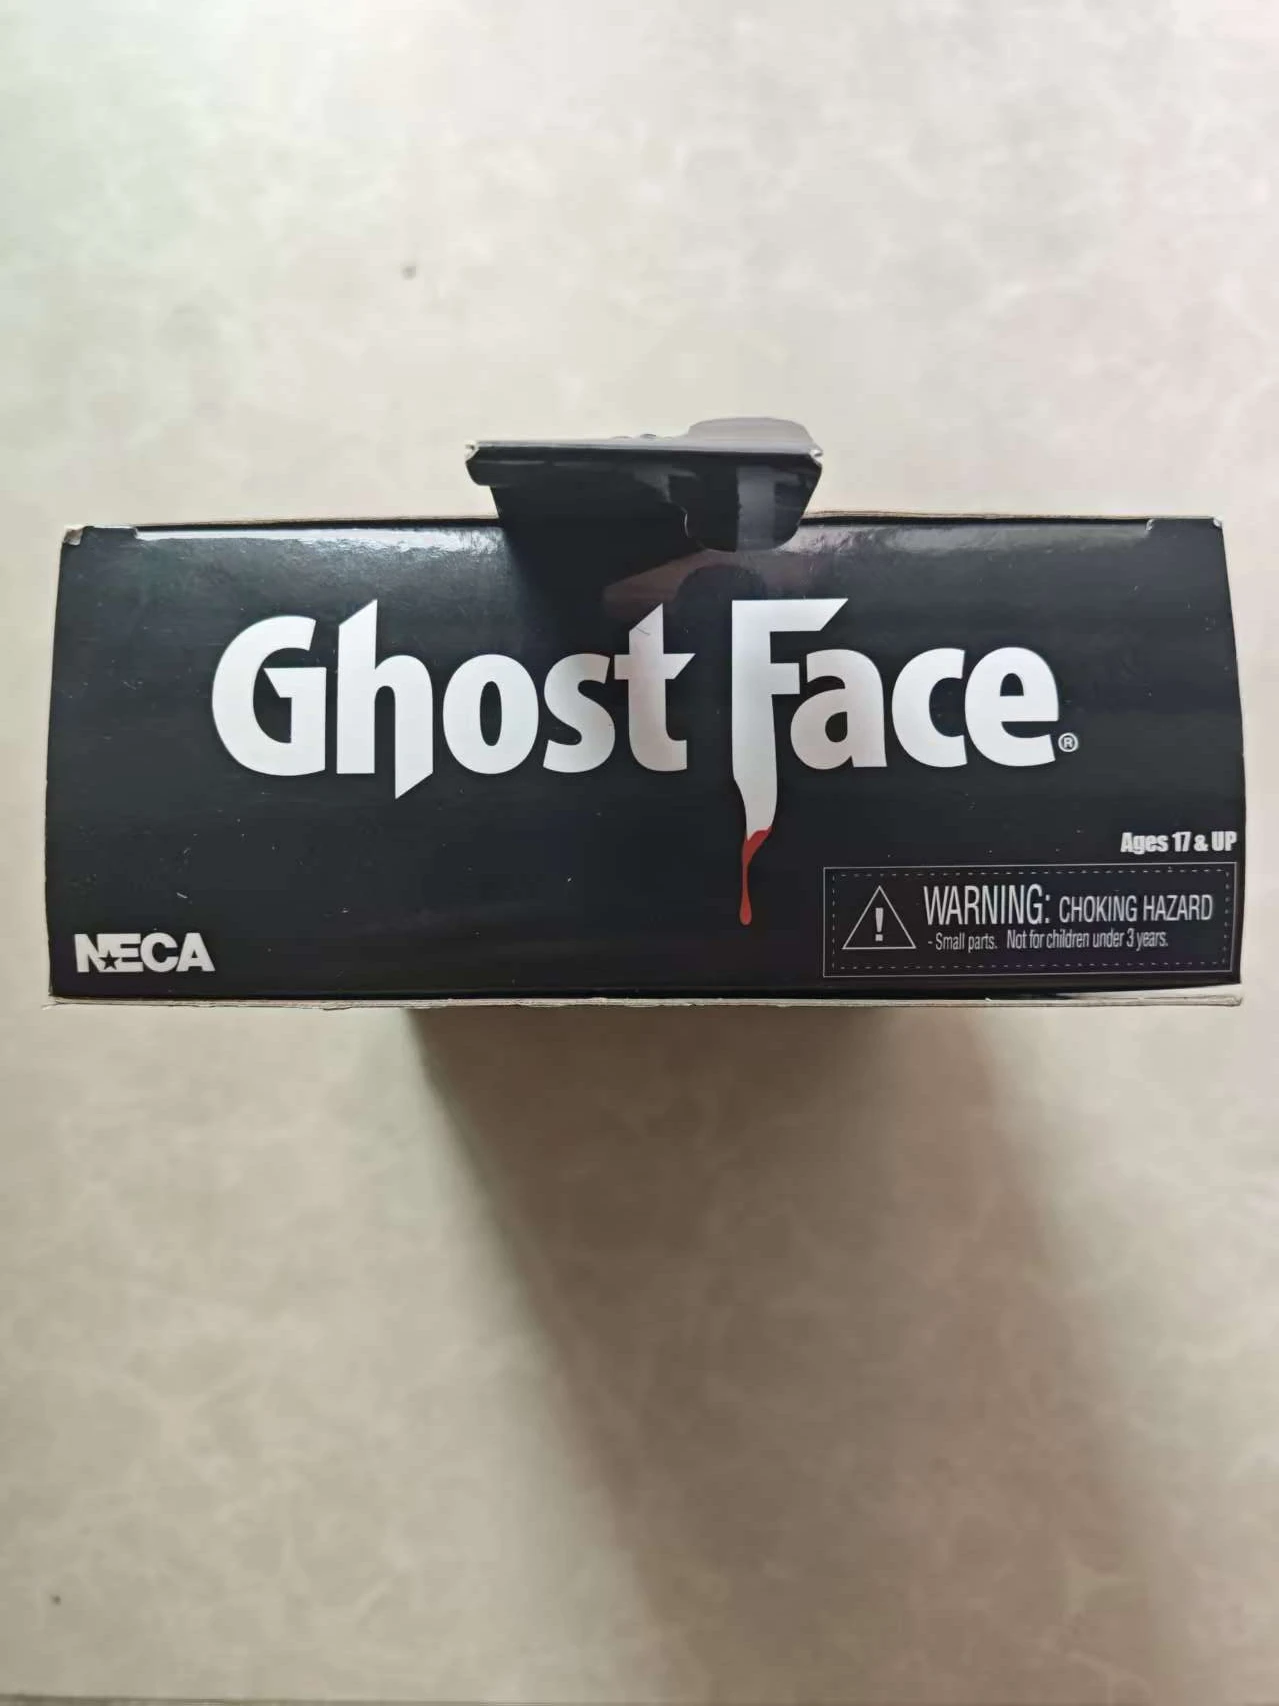 Ghost Face®
Ages 17 & UP
WARNING: CHOKING HAZARD
- Small parts. Not for children under 3 years.
NECA